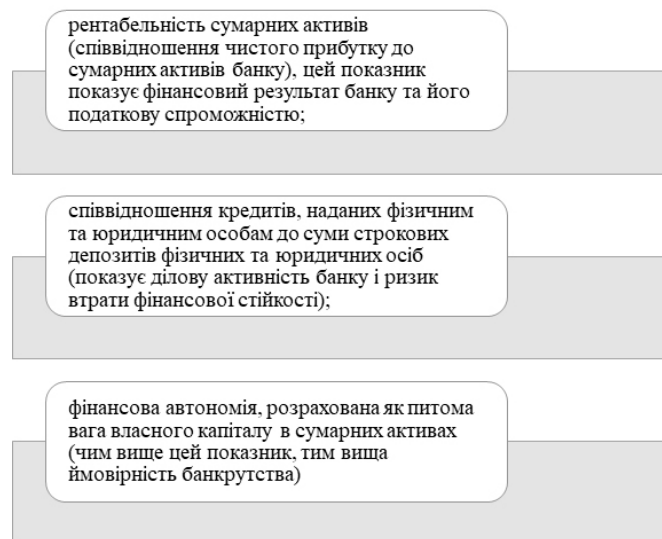 рентабельність сумарних активів
(співвідношення чистого прибутку до
сумарних активів банку), цей показник
показує фінансовий результат банку та його
податкову спроможністю;
співвідношення кредитів, наданих фізичним
та юридичним особам до суми строкових
депозитів фізичних та юридичних осіб
(показує ділову активність банку і ризик
втрати фінансової стійкості);
фінансова автономія, розрахована як питома
вага власного капіталу в сумарних активах
(чим вище цей показник, тим вища
ймовірність банкрутства)